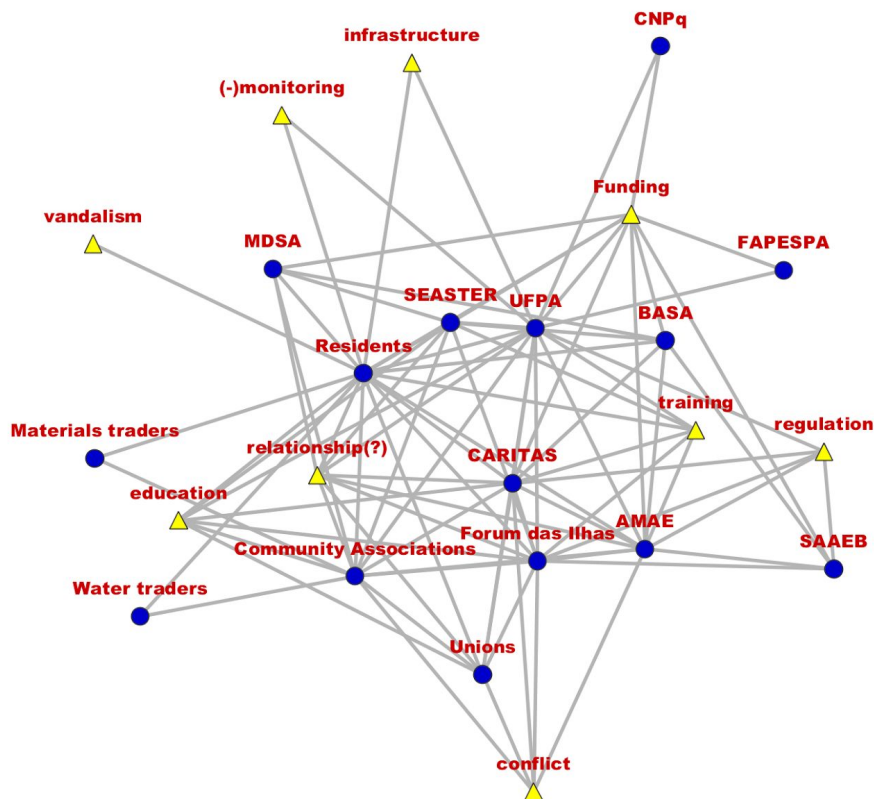 CNPq
infrastructure
(-)monitoring
Funding
vandalism
MDSA
FAPESPA
SEASTER
UFPA
BASA
Residents
training
regulation
Materials traders
relationship(?)
CARITAS
education
Forum das Ilhas
AMAE
SAAEB
Community Associations
Water traders
Unions
conflict